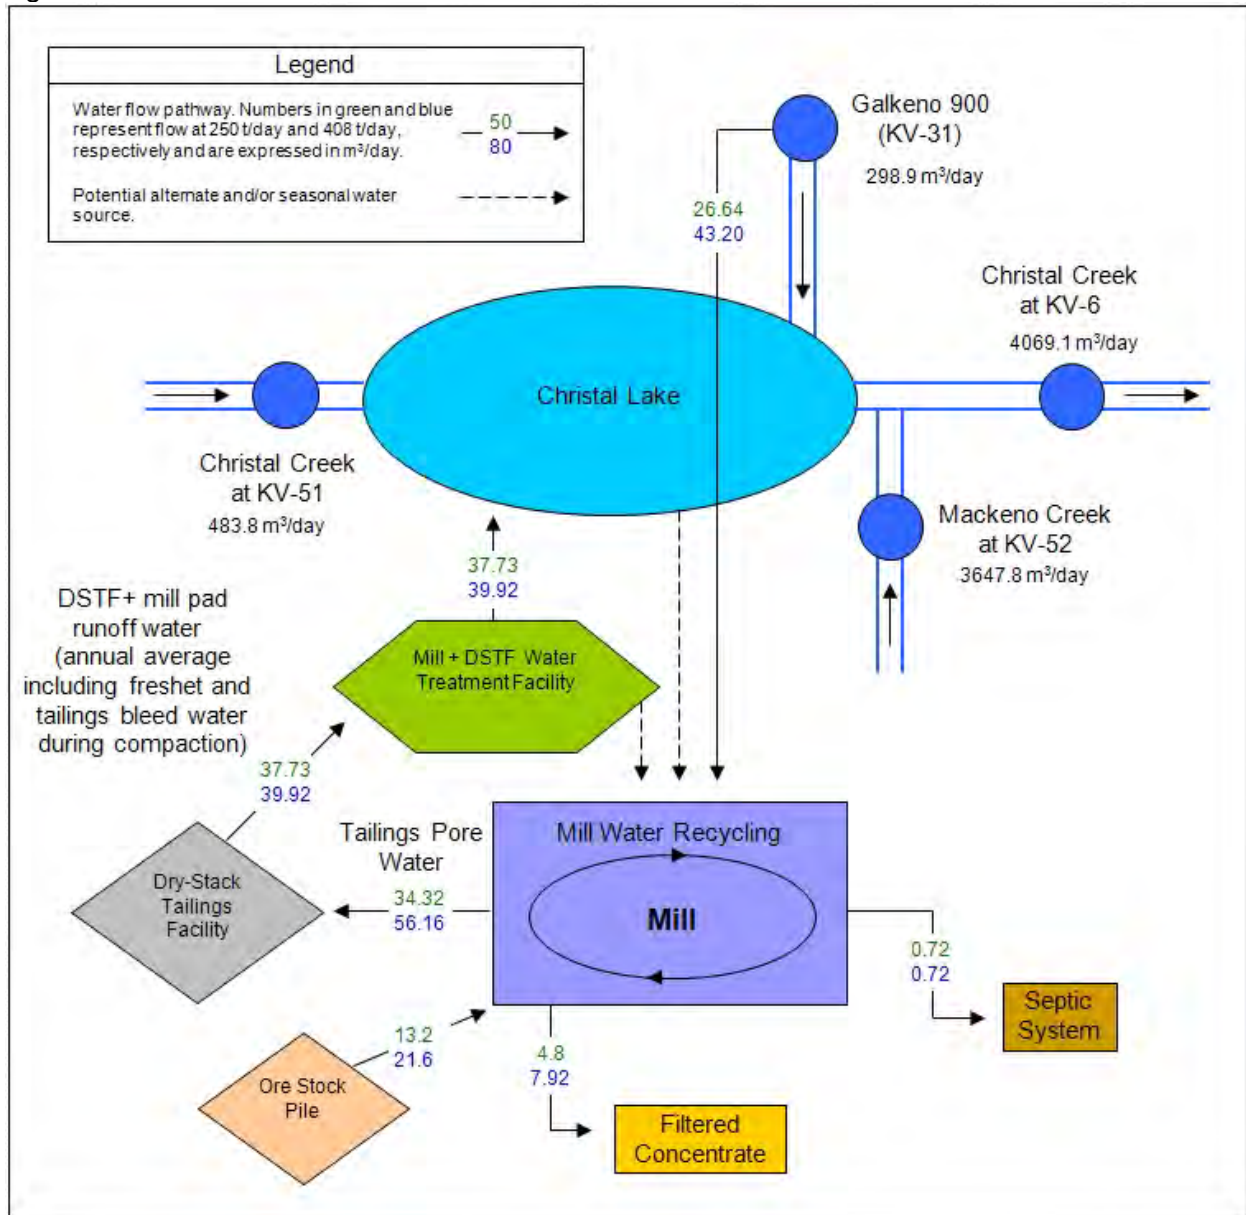 Legend
Water flow pathway. Numbers in green and blue
represent flow at 250 t/day and 408 t/day,
respectively and are expressed in m³/day.
50
80
Potential alternate and/or seasonal water
source.
Galkeno 900
(KV-31)
298.9 m³/day
26.64
43.20
Christal Creek
at KV-6
4069.1 m³/day
Christal Lake
Christal Creek
at KV-51
483.8 m³/day
Mackeno Creek
at KV-52
3647.8 m³/day
37.73
39.92
DSTF+ mill pad
runoff water
(annual average
including freshet and
tailings bleed water
during compaction)
Mill + DSTF Water
Treatment Facility
37.73
39.92
Tailings Pore
Water
34.32
56.16
Mill Water Recycling
Mill
Dry-Stack
Tailings
Facility
0.72
0.72
Septic
System
13.2
21.6
Ore Stock
Pile
4.8
7.92
Filtered
Concentrate